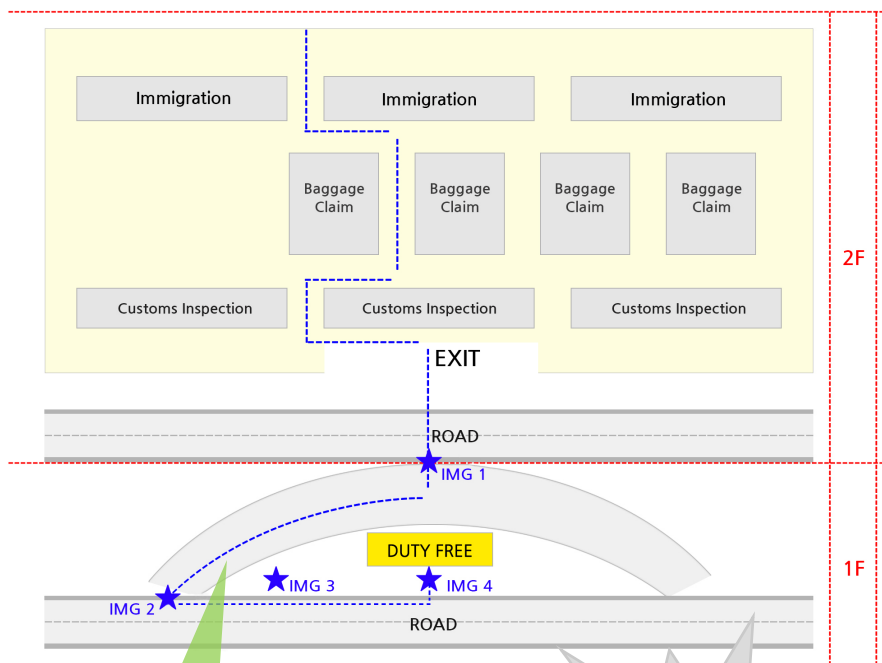 Immigration
Immigration
Immigration
Baggage
Claim
Baggage
Claim
Baggage
Claim
Baggage
Claim
2F
Customs Inspection
Customs Inspection
Customs Inspection
EXIT
ROAD
IMG 1
DUTY FREE
1F
IMG 3
IMG 4
IMG 2
ROAD